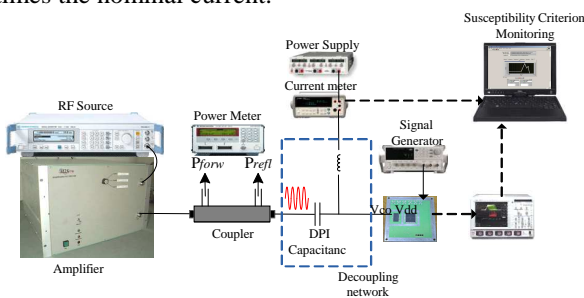 times the nominal current.
Susceptibility Criterion
Monitoring
Power Supply
Current meter
RF Source
Power Meter
Signal
Generator
Pforw
Prefl
Vco Vdd
Coupler
DPI
Capacitanc
Amplifier
Decoupling
network